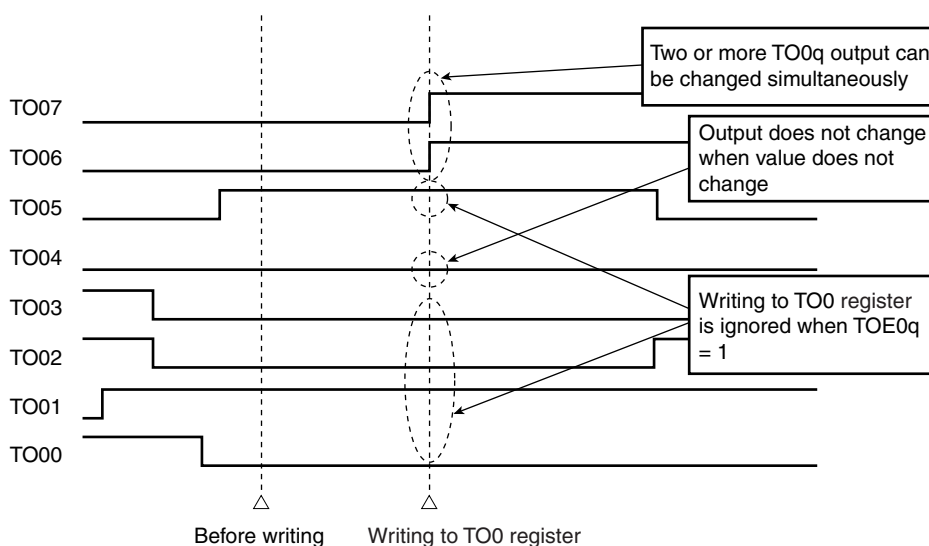 Two or more TO0q output can
be changed simultaneously
TO07
Output does not change
when value does not
change
TO06
TO05
TO04
TO03
Writing to TO0 register
is ignored when TOE0q
= 1
TO02
TO01
TO00
Before writing
Writing to TO0 register